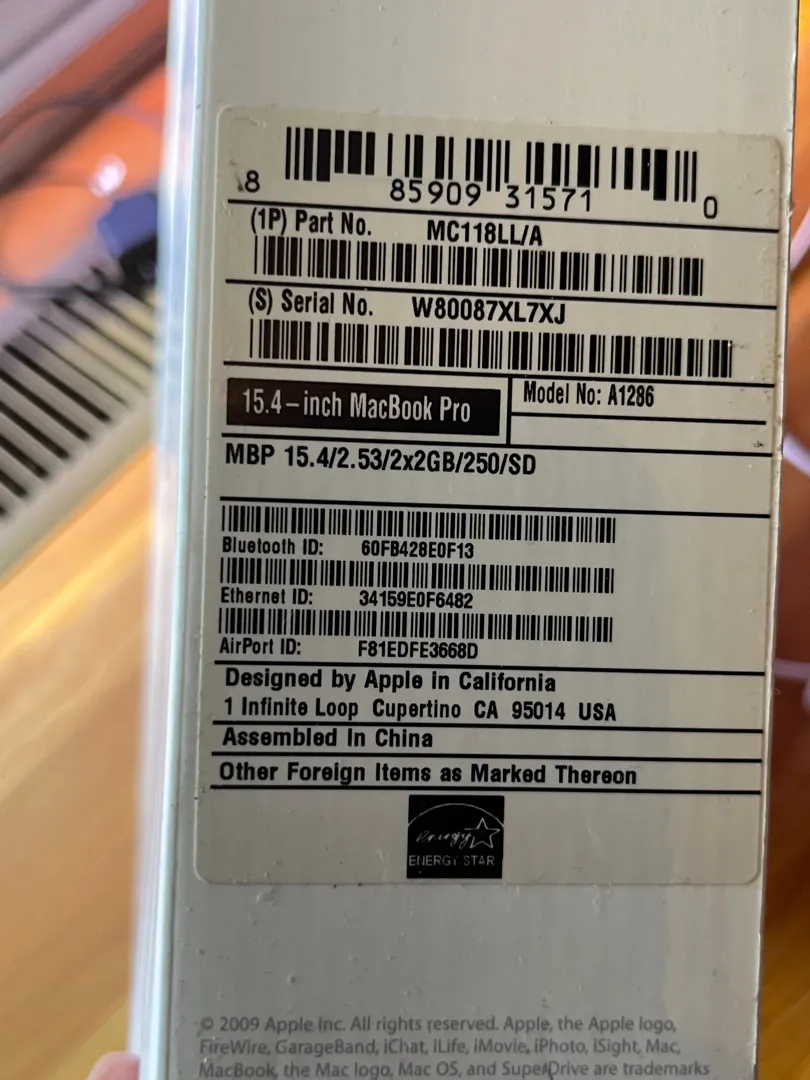 8 85909 31571 0
(1P) Part No. MC118LL/A
(S) Serial No. W80087XL7XJ
15.4-inch MacBook Pro
Model No: A1286
MBP 15.4/2.53/2x2GB/250/SD
Bluetooth ID: 60FB428E0F13
Ethernet ID: 34159E0F6482
AirPort ID: F81EDFE3668D
Designed by Apple in California
1 Infinite Loop Cupertino CA 95014 USA
Assembled In China
Other Foreign Items as Marked Thereon
energy
ENERGY STAR
© 2009 Apple Inc. All rights reserved. Apple, the Apple logo,
FireWire, GarageBand, iChat, iLife, iMovie, iPhoto, iSight, Mac,
MacBook, the Mac logo, Mac OS, and SuperDrive are trademarks